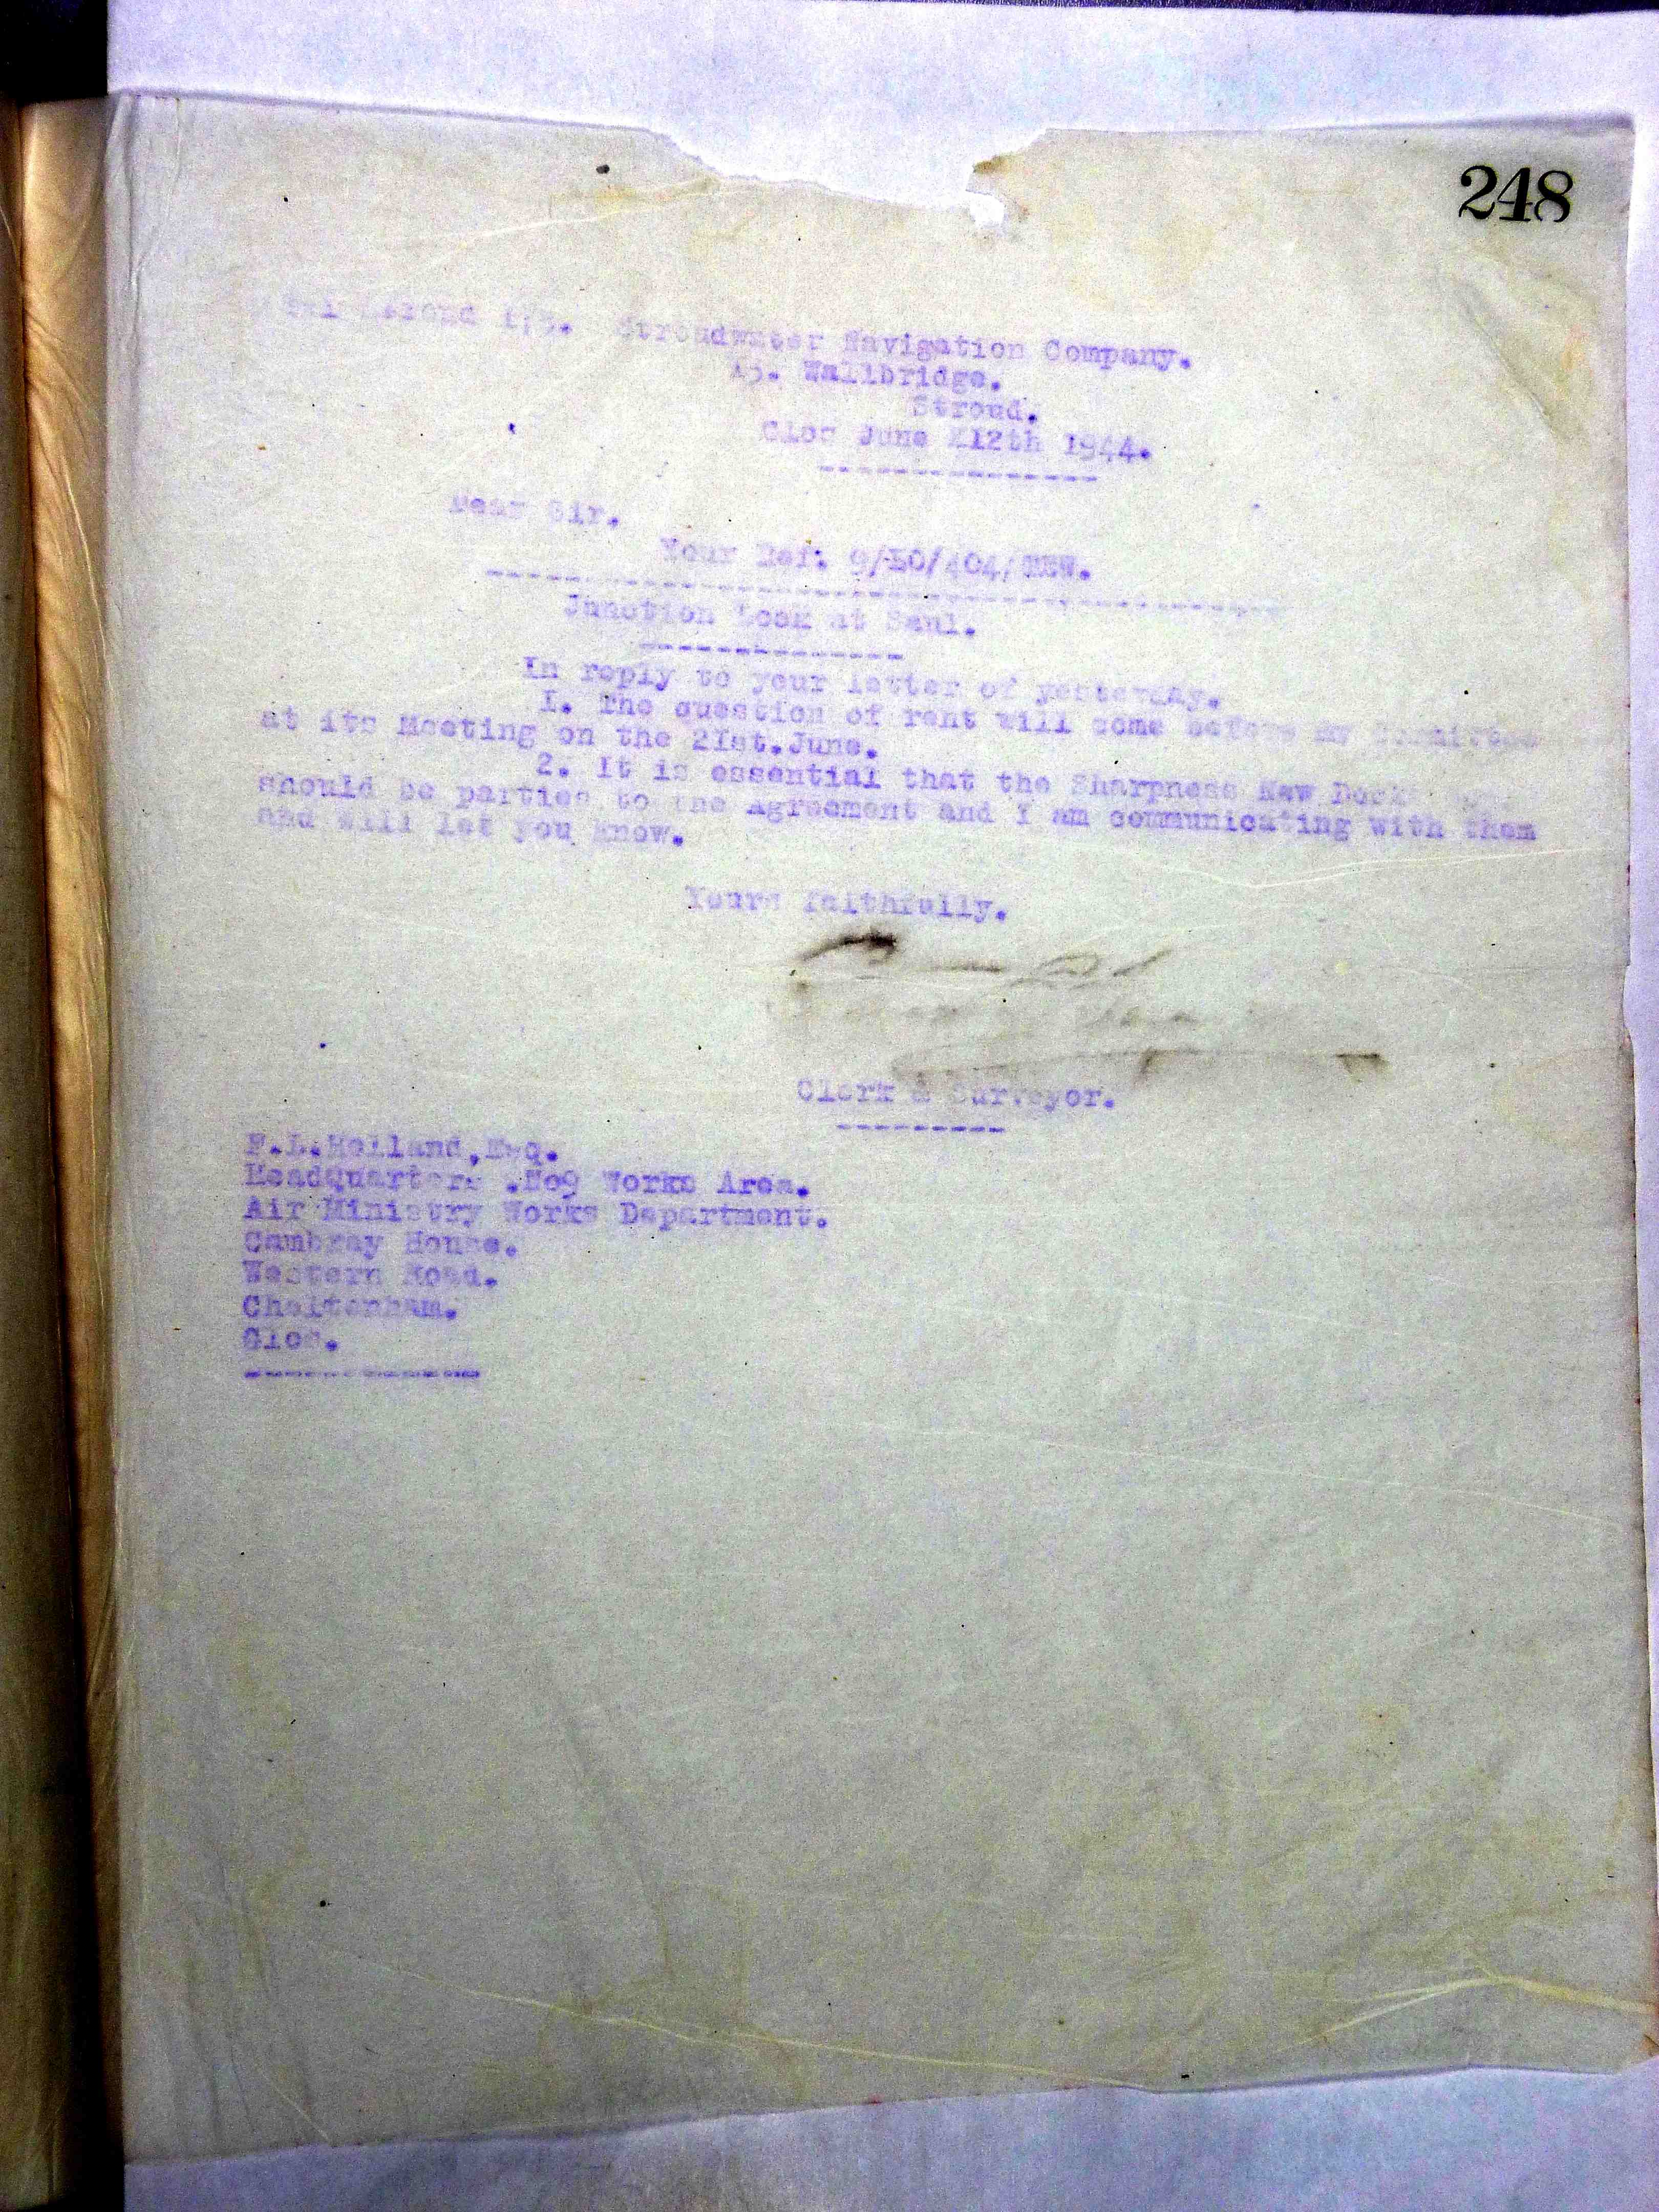 248
Stroudwater Navigation Company.
15. Wallbridge.
Stroud.
Glos June 12th 1944.
Dear Sir.
Your Ref: 9/50/404/
Junction Lock at Saul.
In reply to your letter of yesterday.
I. The question of rent will come before my Committee
at its Meeting on the 2Ist.June.
2. It is essential that the Sharpness New Docks
should be parties to the Agreement and I am communicating with them
and will let you know.
Yours faithfully.
Clerk & Surveyor.
F.L.Holland,Esq.
Headquarters .No9 Works Area.
Air Ministry Works Department.
Cambray House.
Western Road.
Cheltenham.
Glos.